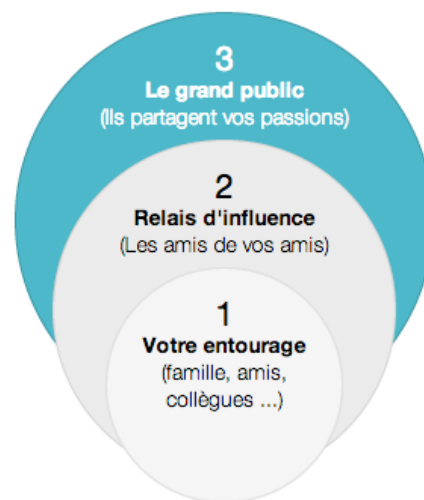 3
Le grand public
(Ils partagent vos passions)
2
Relais d'influence
(Les amis de vos amis)
1
Votre entourage
(famille, amis,
collègues ...)